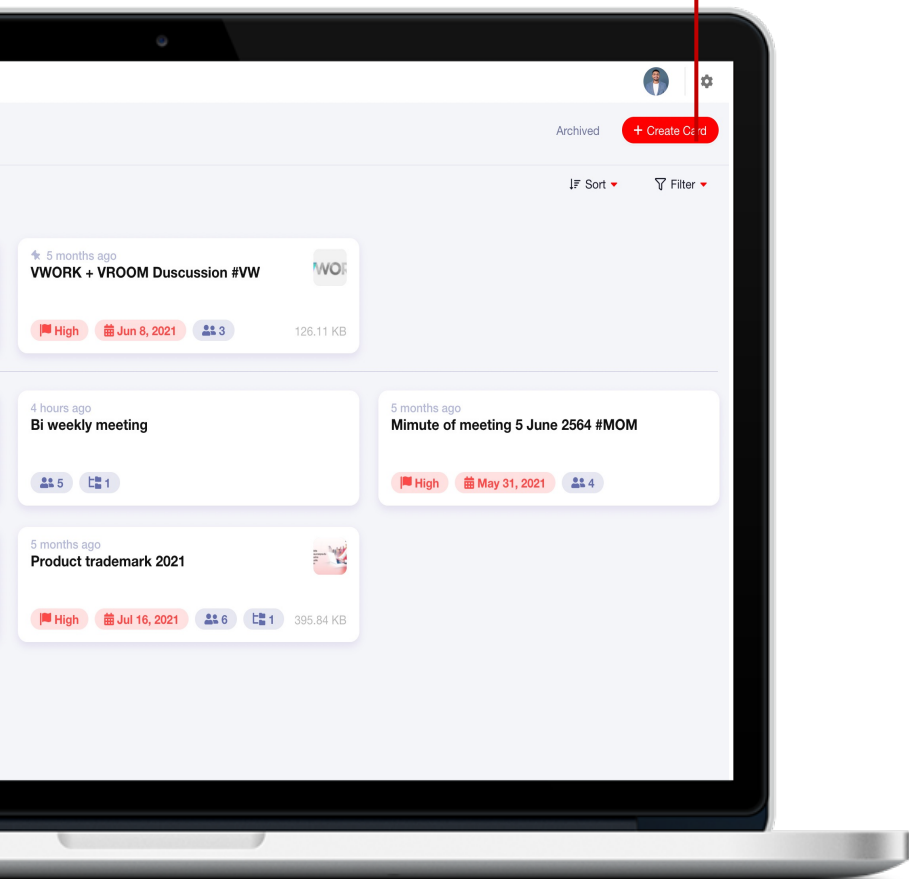 Archived
+ Create Card
Sort
Filter
5 months ago
VWORK + VROOM Duscussion #VW
High
Jun 8, 2021
3
126.11 KB
4 hours ago
Bi weekly meeting
5
1
5 months ago
Mimute of meeting 5 June 2564 #MOM
High
May 31, 2021
4
5 months ago
Product trademark 2021
High
Jul 16, 2021
6
1
395.84 KB